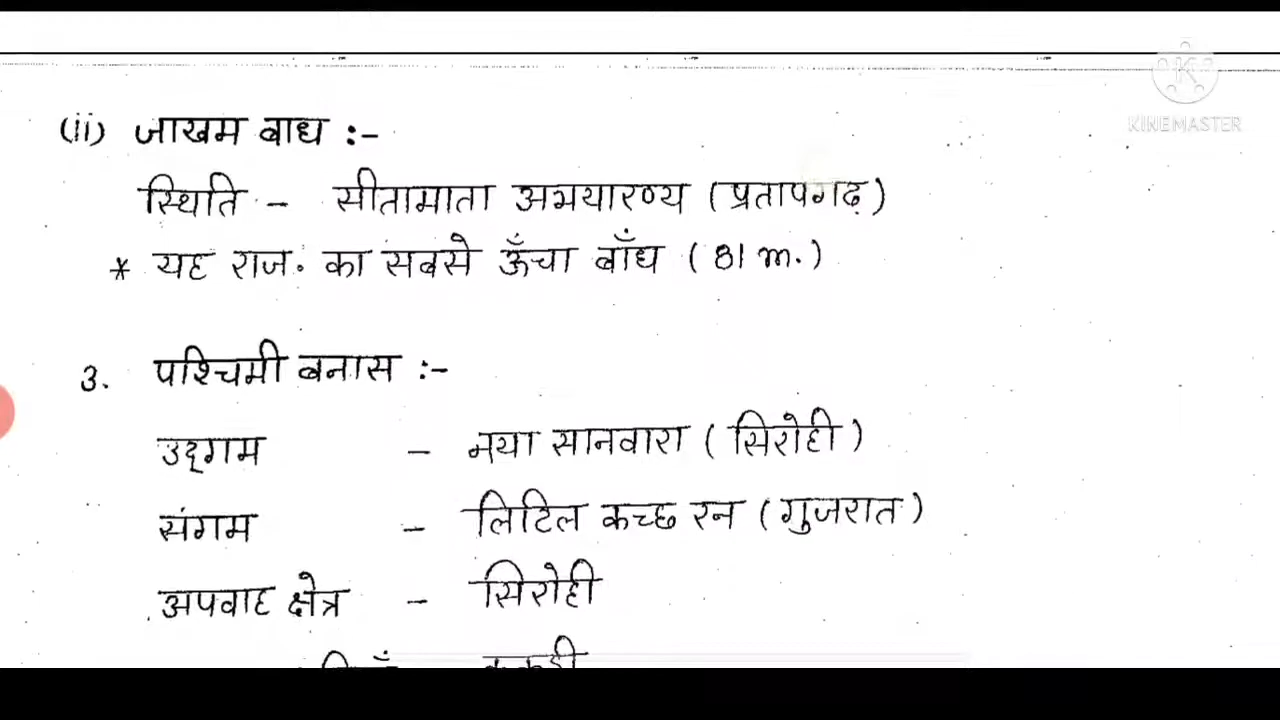 KINEMASTER
(ii) जाखम बाध :-
स्थिति - सीतामाता अभयारण्य (प्रतापगढ़)
* यह राज. का सबसे ऊँचा बाँध (81 m.)
3. पश्चिमी बनास :-
उद्गम - नया सानवारा (सिरोही)
संगम - लिटिल कच्छ रन (गुजरात)
अपवाह क्षेत्र - सिरोही